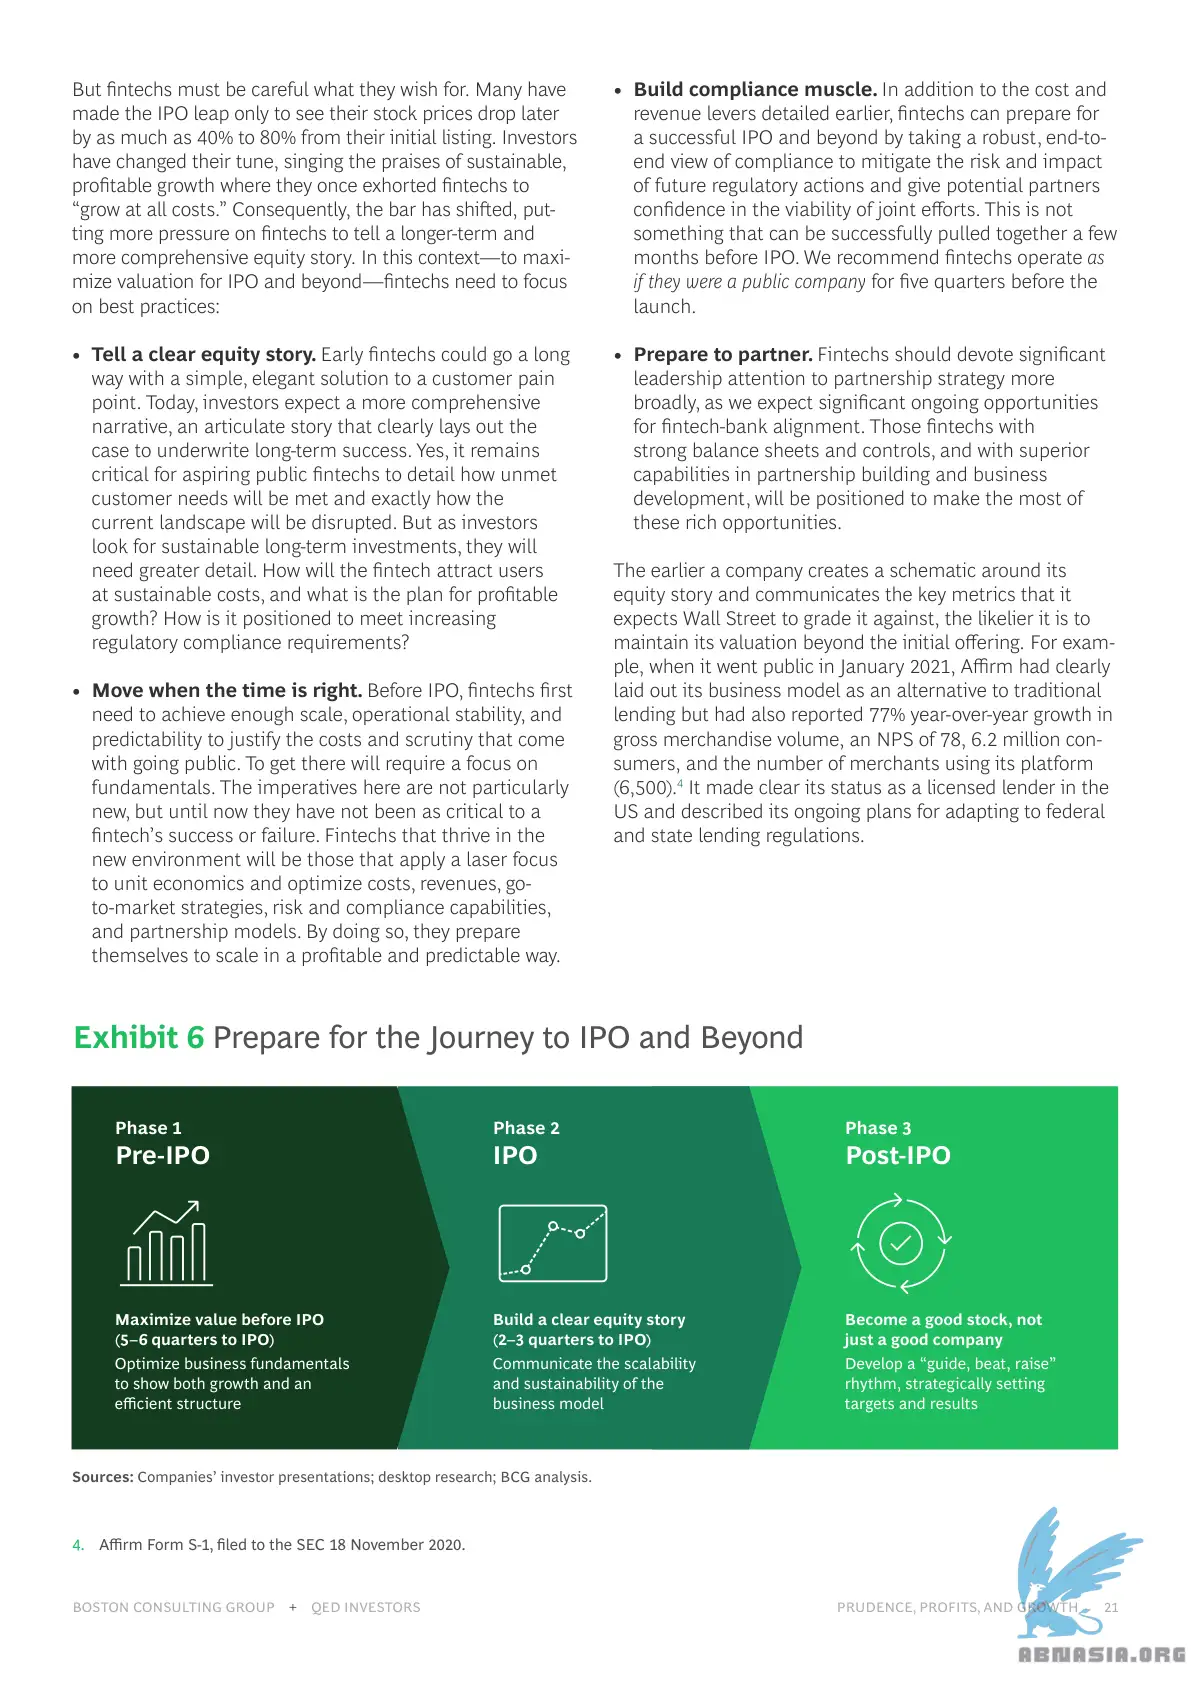 But fintechs must be careful what they wish for. Many have
made the IPO leap only to see their stock prices drop later
by as much as 40% to 80% from their initial listing. Investors
have changed their tune, singing the praises of sustainable,
profitable growth where they once exhorted fintechs to
“grow at all costs.” Consequently, the bar has shifted, put-
ting more pressure on fintechs to tell a longer-term and
more comprehensive equity story. In this context—to maxi-
mize valuation for IPO and beyond—fintechs need to focus
on best practices:
• Tell a clear equity story. Early fintechs could go a long
way with a simple, elegant solution to a customer pain
point. Today, investors expect a more comprehensive
narrative, an articulate story that clearly lays out the
case to underwrite long-term success. Yes, it remains
critical for aspiring public fintechs to detail how unmet
customer needs will be met and exactly how the
current landscape will be disrupted. But as investors
look for sustainable long-term investments, they will
need greater detail. How will the fintech attract users
at sustainable costs, and what is the plan for profitable
growth? How is it positioned to meet increasing
regulatory compliance requirements?
• Move when the time is right. Before IPO, fintechs first
need to achieve enough scale, operational stability, and
predictability to justify the costs and scrutiny that come
with going public. To get there will require a focus on
fundamentals. The imperatives here are not particularly
new, but until now they have not been as critical to a
fintech’s success or failure. Fintechs that thrive in the
new environment will be those that apply a laser focus
to unit economics and optimize costs, revenues, go-
to-market strategies, risk and compliance capabilities,
and partnership models. By doing so, they prepare
themselves to scale in a profitable and predictable way.
• Build compliance muscle. In addition to the cost and
revenue levers detailed earlier, fintechs can prepare for
a successful IPO and beyond by taking a robust, end-to-
end view of compliance to mitigate the risk and impact
of future regulatory actions and give potential partners
confidence in the viability of joint efforts. This is not
something that can be successfully pulled together a few
months before IPO. We recommend fintechs operate as
if they were a public company for five quarters before the
launch.
• Prepare to partner. Fintechs should devote significant
leadership attention to partnership strategy more
broadly, as we expect significant ongoing opportunities
for fintech-bank alignment. Those fintechs with
strong balance sheets and controls, and with superior
capabilities in partnership building and business
development, will be positioned to make the most of
these rich opportunities.
The earlier a company creates a schematic around its
equity story and communicates the key metrics that it
expects Wall Street to grade it against, the likelier it is to
maintain its valuation beyond the initial offering. For exam-
ple, when it went public in January 2021, Affirm had clearly
laid out its business model as an alternative to traditional
lending but had also reported 77% year-over-year growth in
gross merchandise volume, an NPS of 78, 6.2 million con-
sumers, and the number of merchants using its platform
(6,500).4 It made clear its status as a licensed lender in the
US and described its ongoing plans for adapting to federal
and state lending regulations.
Exhibit 6 Prepare for the Journey to IPO and Beyond
Phase 1
Pre-IPO
Maximize value before IPO
(5–6 quarters to IPO)
Optimize business fundamentals
to show both growth and an
efficient structure
Phase 2
IPO
Build a clear equity story
(2–3 quarters to IPO)
Communicate the scalability
and sustainability of the
business model
Phase 3
Post-IPO
Become a good stock, not
just a good company
Develop a “guide, beat, raise”
rhythm, strategically setting
targets and results
Sources: Companies’ investor presentations; desktop research; BCG analysis.
4. Affirm Form S-1, filed to the SEC 18 November 2020.
BOSTON CONSULTING GROUP + QED INVESTORS
PRUDENCE, PROFITS, AND GROWTH 21
ABNASIA.ORG